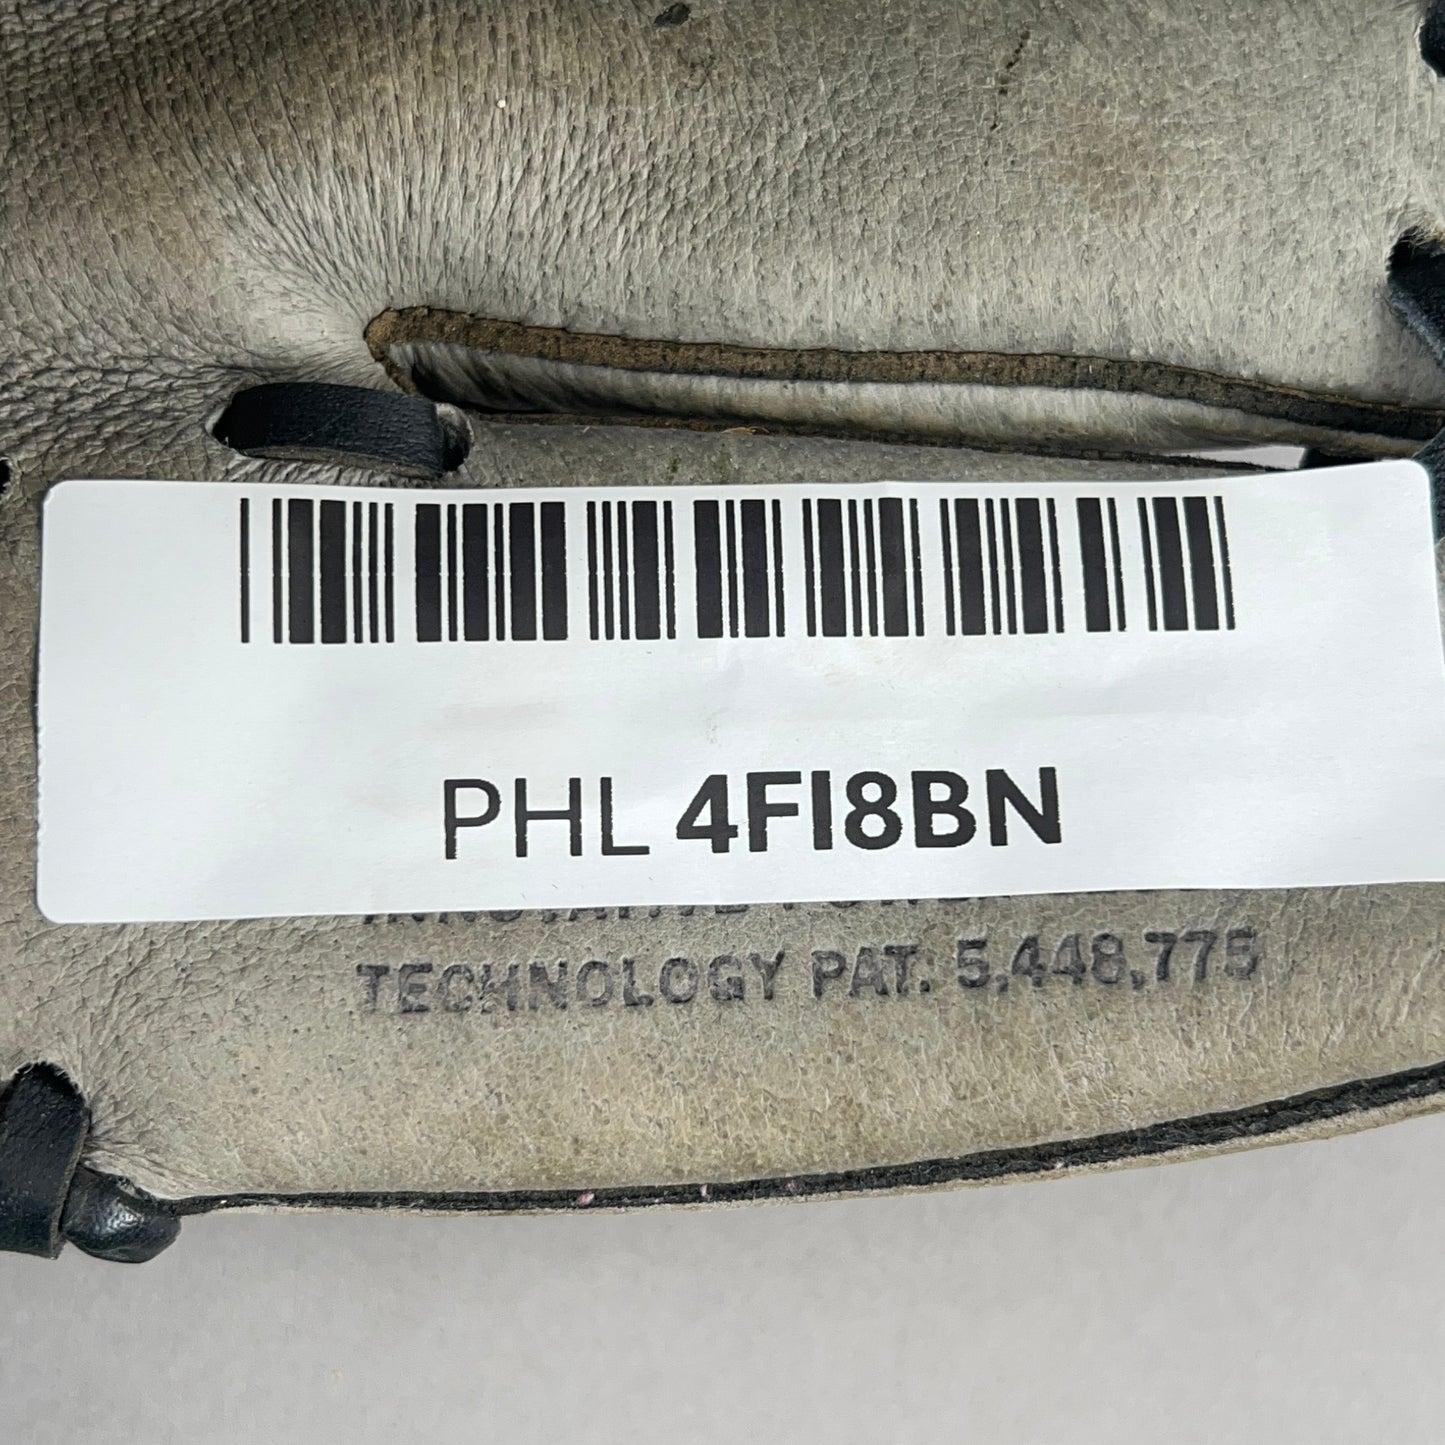 PHL 4FI8BN
TECHNOLOGY PAT. 5,448,775